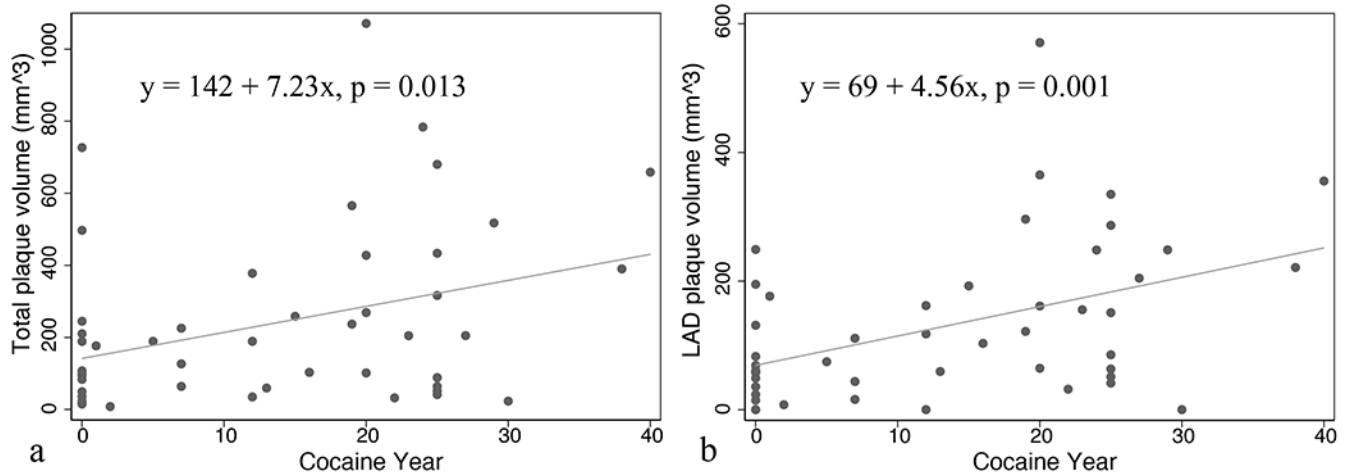 y = 142 + 7.23x, p = 0.013
Total plaque volume (mm^3)
1000
800
600
400
200
0
0 10 20 30 40
Cocaine Year
a
y = 69 + 4.56x, p = 0.001
LAD plaque volume (mm^3)
600
400
200
0
0 10 20 30 40
Cocaine Year
b